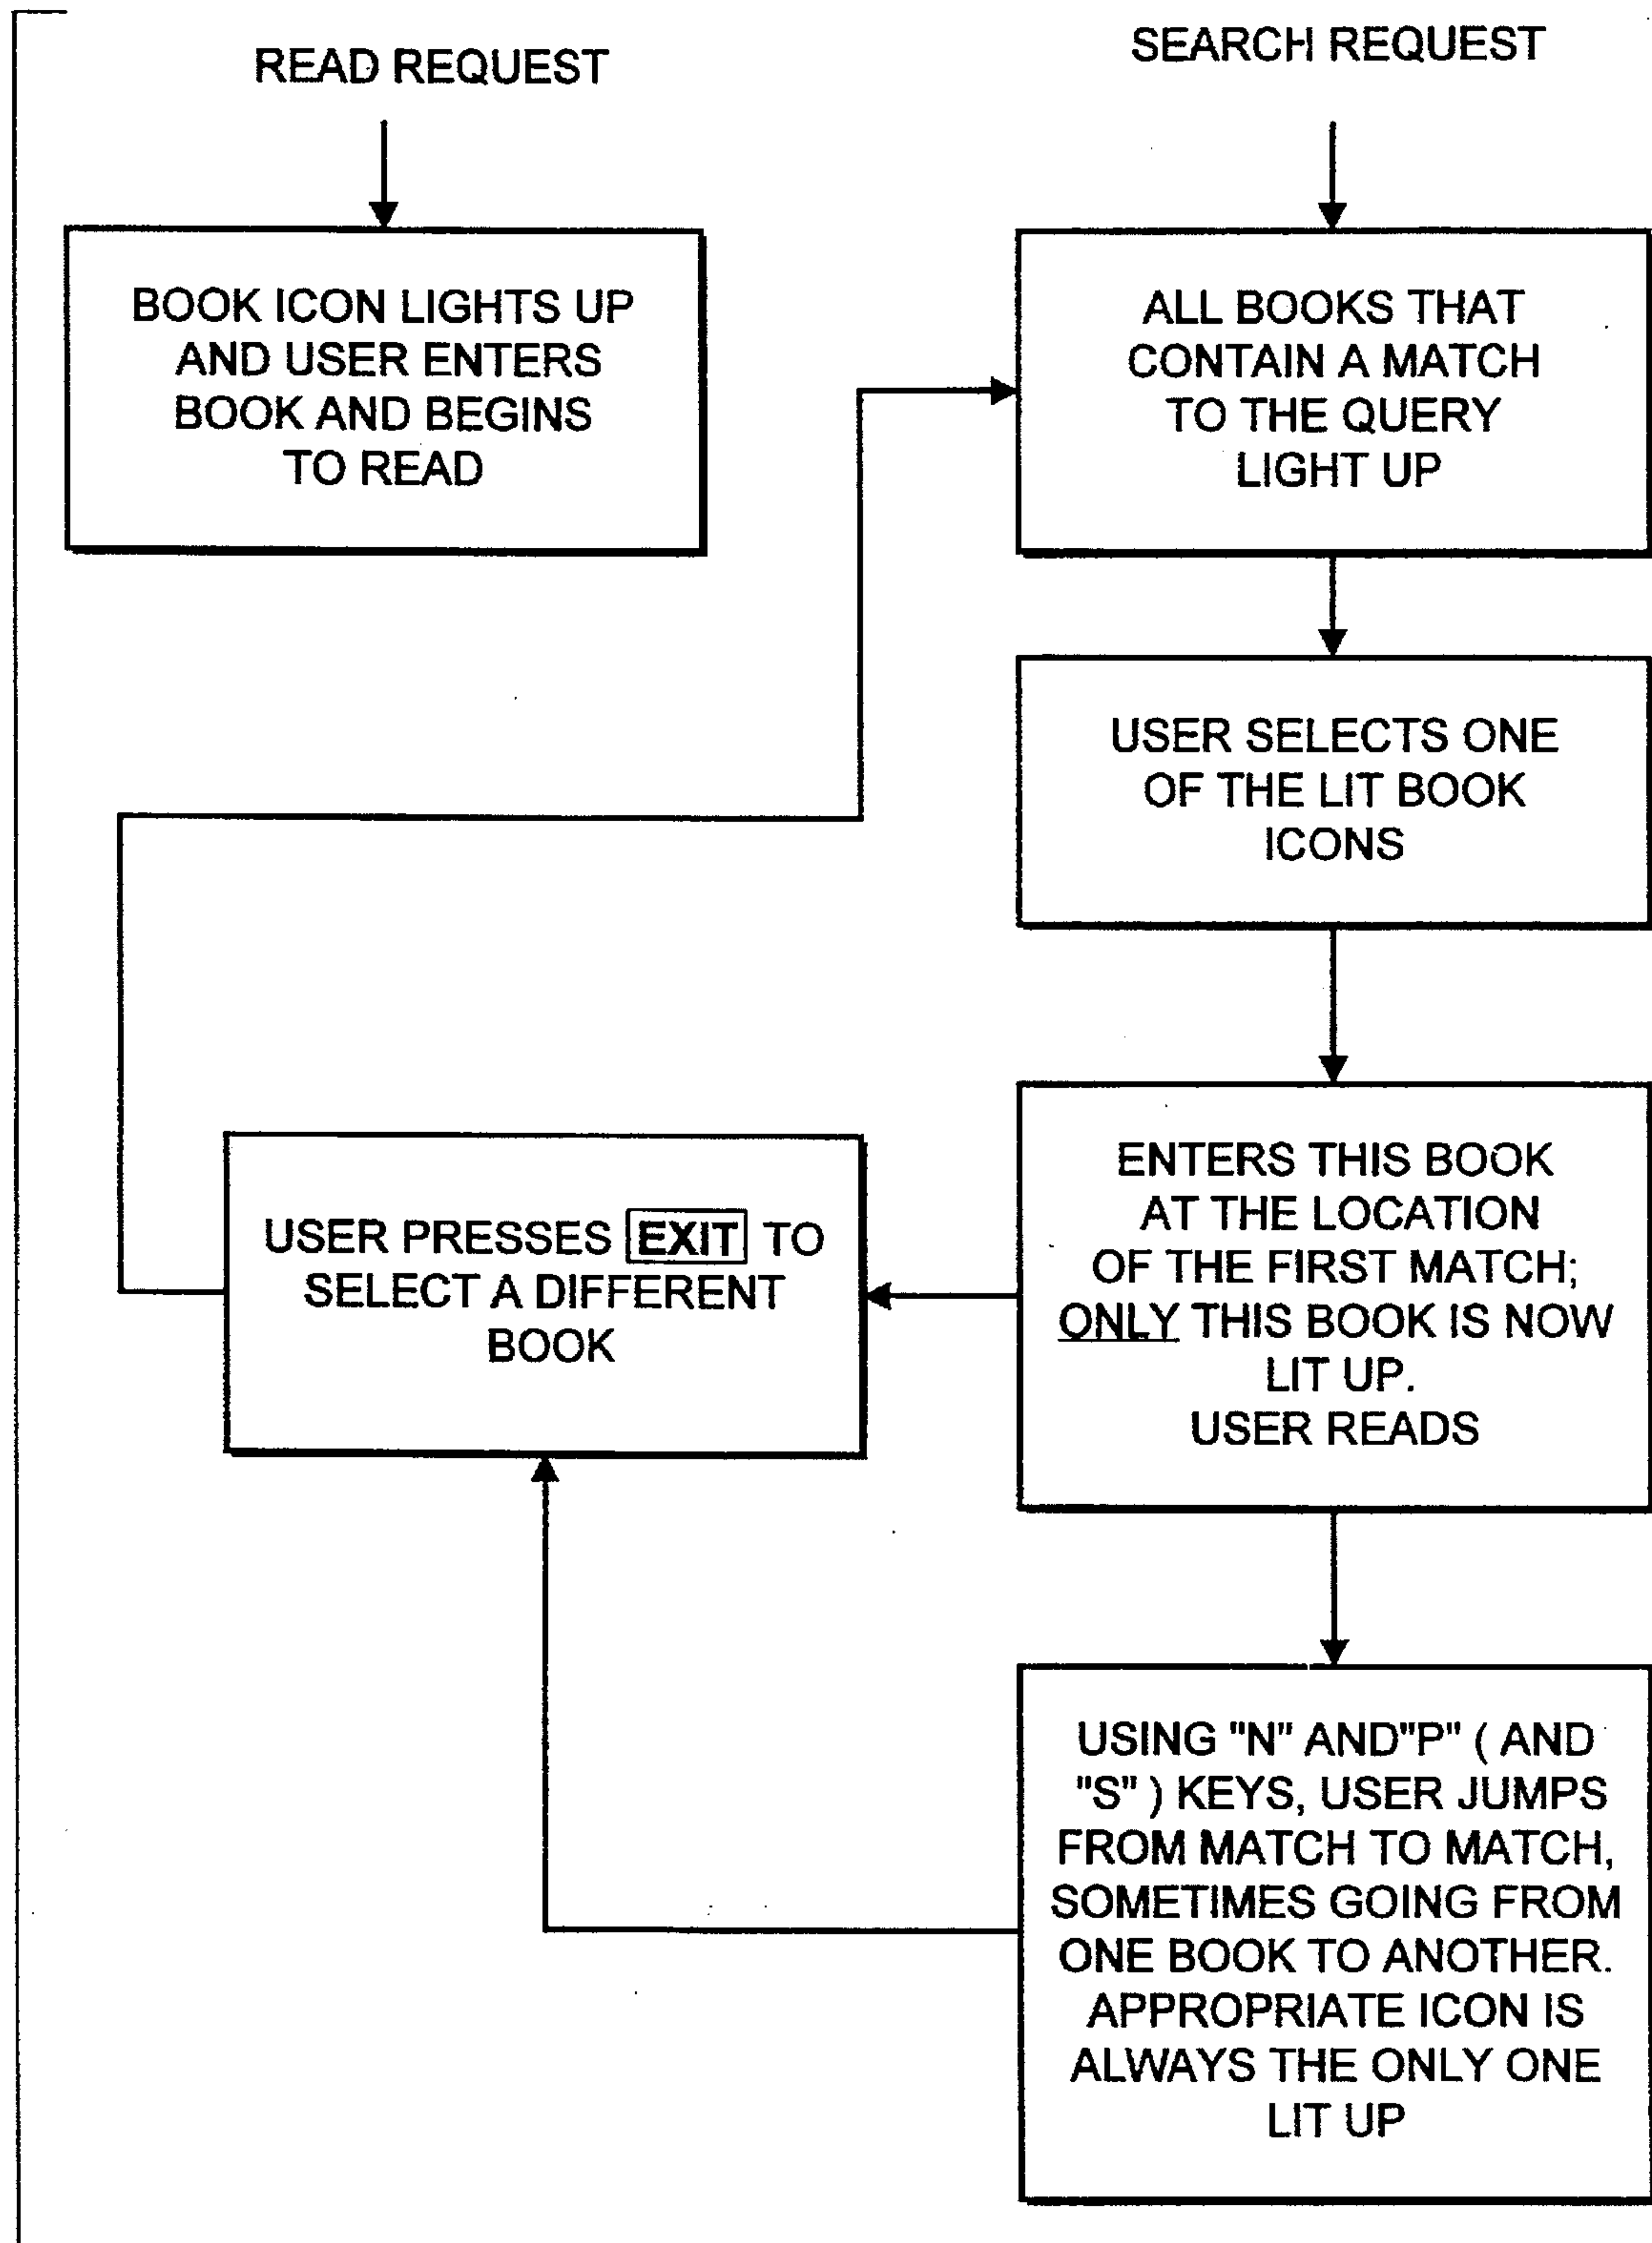 READ REQUEST
BOOK ICON LIGHTS UP
AND USER ENTERS
BOOK AND BEGINS
TO READ
SEARCH REQUEST
ALL BOOKS THAT
CONTAIN A MATCH
TO THE QUERY
LIGHT UP
USER SELECTS ONE
OF THE LIT BOOK
ICONS
ENTERS THIS BOOK
AT THE LOCATION
OF THE FIRST MATCH;
ONLY THIS BOOK IS NOW
LIT UP.
USER READS
USER PRESSES EXIT TO
SELECT A DIFFERENT
BOOK
USING "N" AND"P" ( AND
"S" ) KEYS, USER JUMPS
FROM MATCH TO MATCH,
SOMETIMES GOING FROM
ONE BOOK TO ANOTHER.
APPROPRIATE ICON IS
ALWAYS THE ONLY ONE
LIT UP